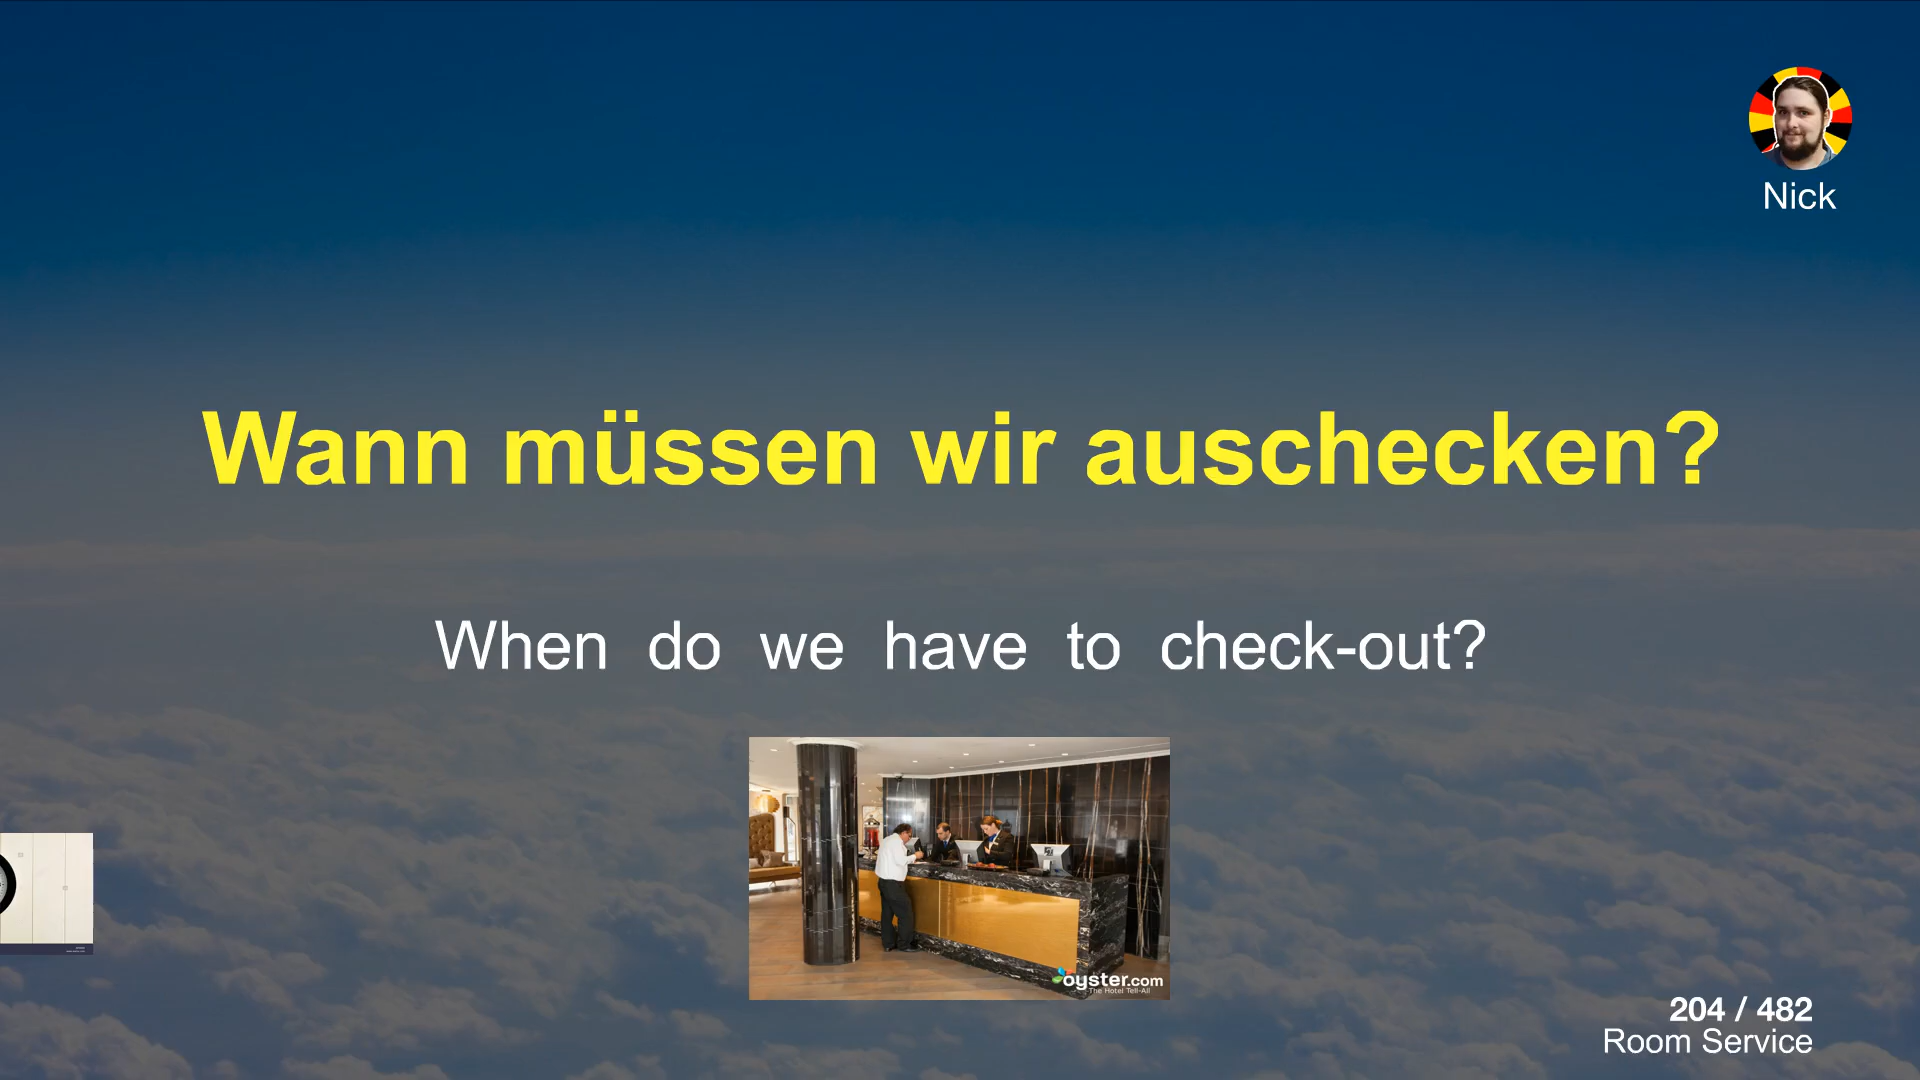 Nick
Wann müssen wir auschecken?
When do we have to check-out?
oyster.com
The Hotel Tell-All
204 / 482
Room Service